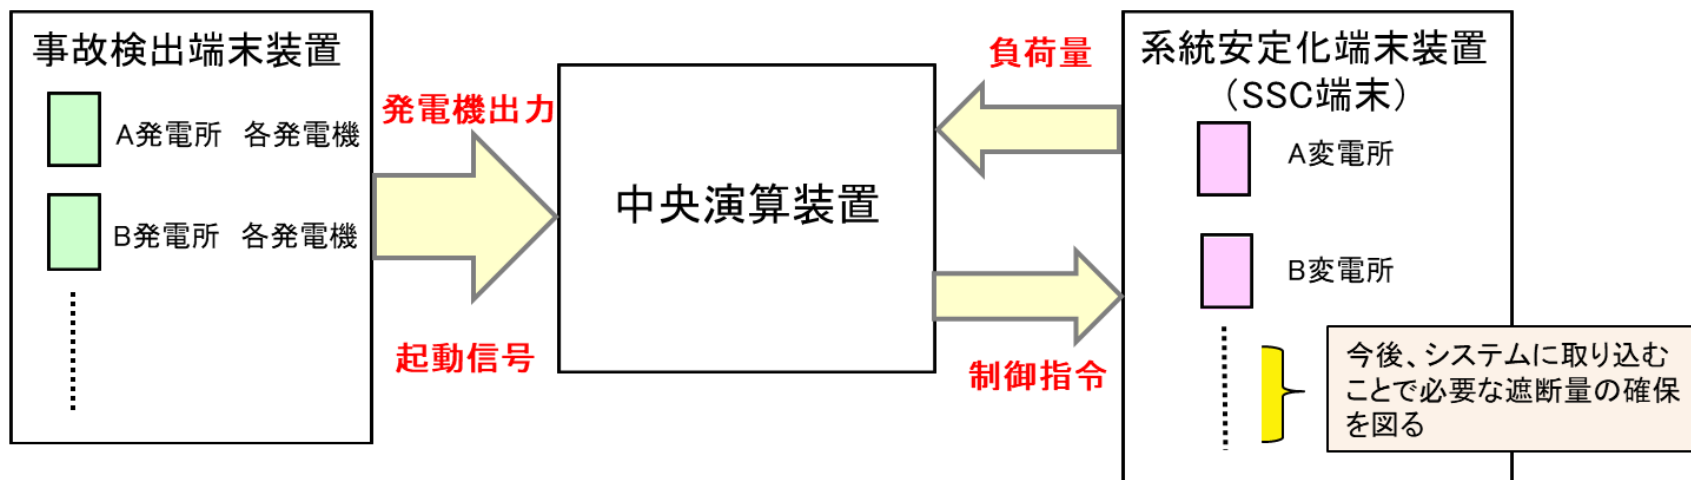 事故検出端末装置
A発電所 各発電機
B発電所 各発電機
発電機出力
起動信号
中央演算装置
負荷量
制御指令
系統安定化端末装置
（SSC端末）
A変電所
B変電所
今後、システムに取り込む
ことで必要な遮断量の確保
を図る